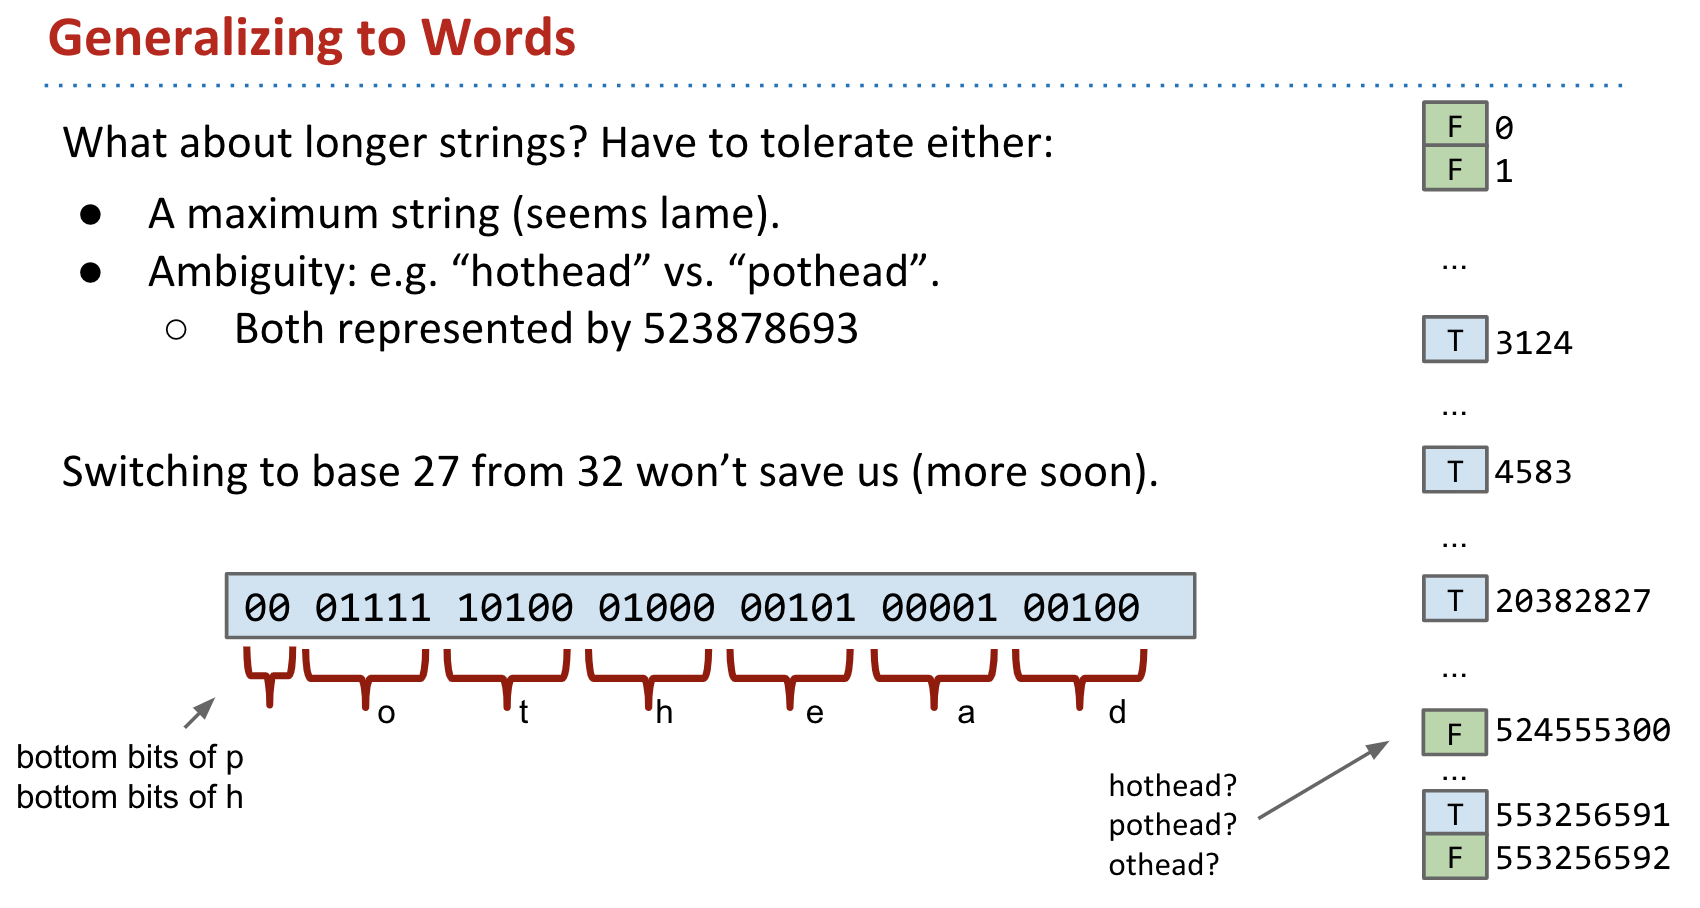 Generalizing to Words
What about longer strings? Have to tolerate either:
● A maximum string (seems lame).
● Ambiguity: e.g. “hothead” vs. “pothead”.
○ Both represented by 523878693
Switching to base 27 from 32 won’t save us (more soon).
00 01111 10100 01000 00101 00001 00100
o t h e a d
bottom bits of p
bottom bits of h
hothead?
pothead?
othead?
F 0
F 1
...
T 3124
...
T 4583
...
T 20382827
...
F 524555300
...
T 553256591
F 553256592